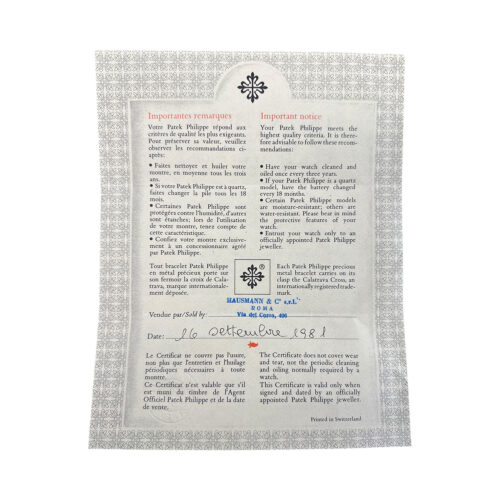 Importantes remarques
Votre Patek Philippe répond aux
critères de qualité les plus exigeants.
Pour préserver sa valeur, veuillez
observer les recommandations ci-
après:
• Faites nettoyer et huiler votre
montre, en moyenne tous les trois
ans.
• Si votre Patek Philippe est à quartz,
faites changer la pile tous les 18
mois.
• Certaines Patek Philippe sont
protégées contre l'humidité, d'autres
sont étanches; lors de l'utilisation
de votre montre, tenez compte de
cette caractéristique.
• Confiez votre montre exclusive-
ment à un concessionnaire agréé
par Patek Philippe.
Important notice
Your Patek Philippe meets the
highest quality criteria. It is there-
fore advisable to follow these recom-
mendations:
• Have your watch cleaned and
oiled once every three years.
• If your Patek Philippe is a quartz
model, have the battery changed
every 18 months.
• Certain Patek Philippe models
are moisture-resistant; others are
water-resistant. Please bear in mind
the protective features of your
watch.
• Entrust your watch only to an
officially appointed Patek Philippe
jeweller.
Tout bracelet Patek Philippe
en métal précieux porte sur
son fermoir la croix de Cala-
trava, marque internationale-
ment déposée.
®
Each Patek Philippe precious
metal bracelet carries on its
clasp the Calatrava Cross, an
internationally registered trade-
mark.
HAUSMANN & C° s.r.l.
ROMA
Vendue par/Sold by: Via del Corso, 406
Date: 16 settembre 1981
Le Certificat ne couvre pas l'usure,
non plus que l'entretien et l'huilage
périodiques nécessaires à toute
montre.
Ce Certificat n'est valable que s'il
est muni du timbre de l'Agent
Officiel Patek Philippe et de la date
de vente.
The Certificate does not cover wear
and tear, nor the periodic cleaning
and oiling normally required by a
watch.
This Certificate is valid only when
signed and dated by an officially
appointed Patek Philippe jeweller.
Printed in Switzerland